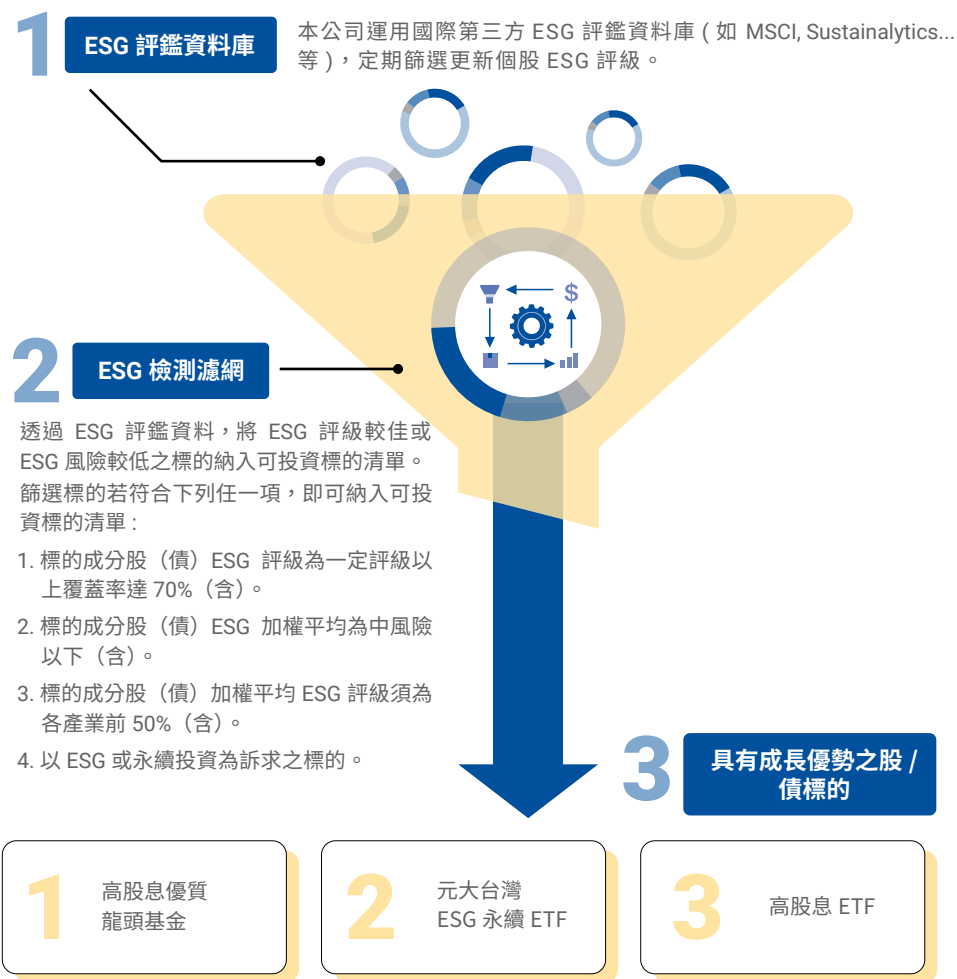 1
ESG 評鑑資料庫
本公司運用國際第三方 ESG 評鑑資料庫 ( 如 MSCI, Sustainalytics...
等 )，定期篩選更新個股 ESG 評級。
$
2
ESG 檢測濾網
透過 ESG 評鑑資料，將 ESG 評級較佳或
ESG 風險較低之標的納入可投資標的清單。
篩選標的若符合下列任一項，即可納入可投
資標的清單 :
1. 標的成分股（債）ESG 評級為一定評級以
上覆蓋率達 70%（含）。
2. 標的成分股（債）ESG 加權平均為中風險
以下（含）。
3. 標的成分股（債）加權平均 ESG 評級須為
各產業前 50%（含）。
4. 以 ESG 或永續投資為訴求之標的。
3
具有成長優勢之股 /
債標的
1
高股息優質
龍頭基金
2
元大台灣
ESG 永續 ETF
3
高股息 ETF